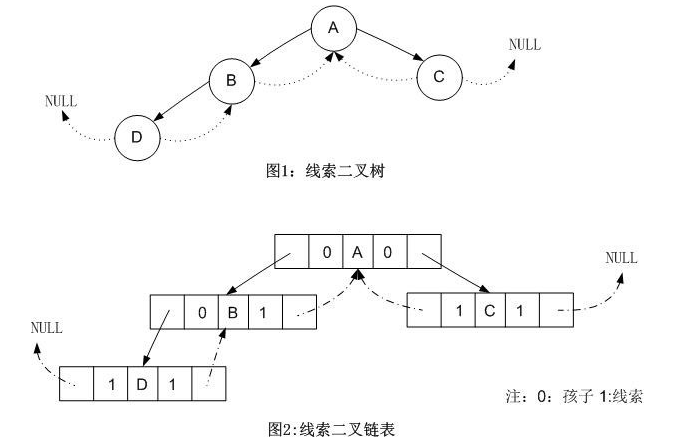 A
NULL
B
C
NULL
D
图1：线索二叉树
0 A 0
NULL
0 B 1
1 C 1
NULL
1 D 1
注：0：孩子 1:线索
图2:线索二叉链表